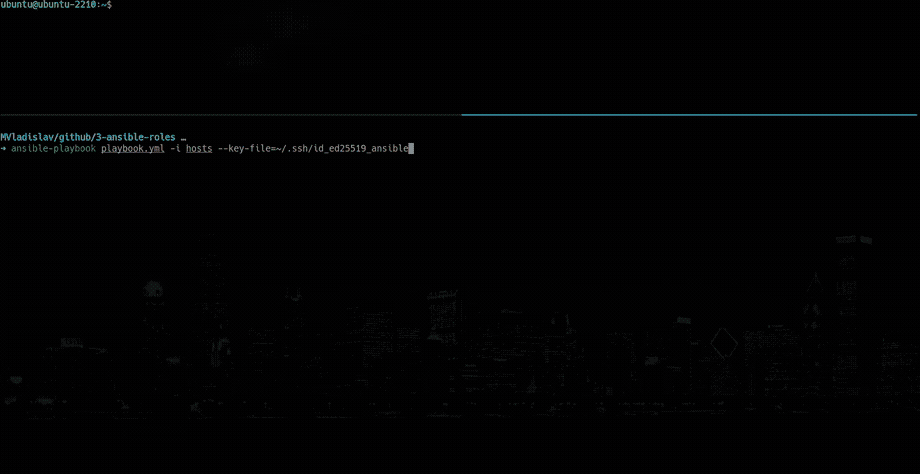 ubuntu@ubuntu-2210:~$
MVladislav/github/3-ansible-roles …
➜ ansible-playbook playbook.yml -i hosts --key-file=~/.ssh/id_ed25519_ansible